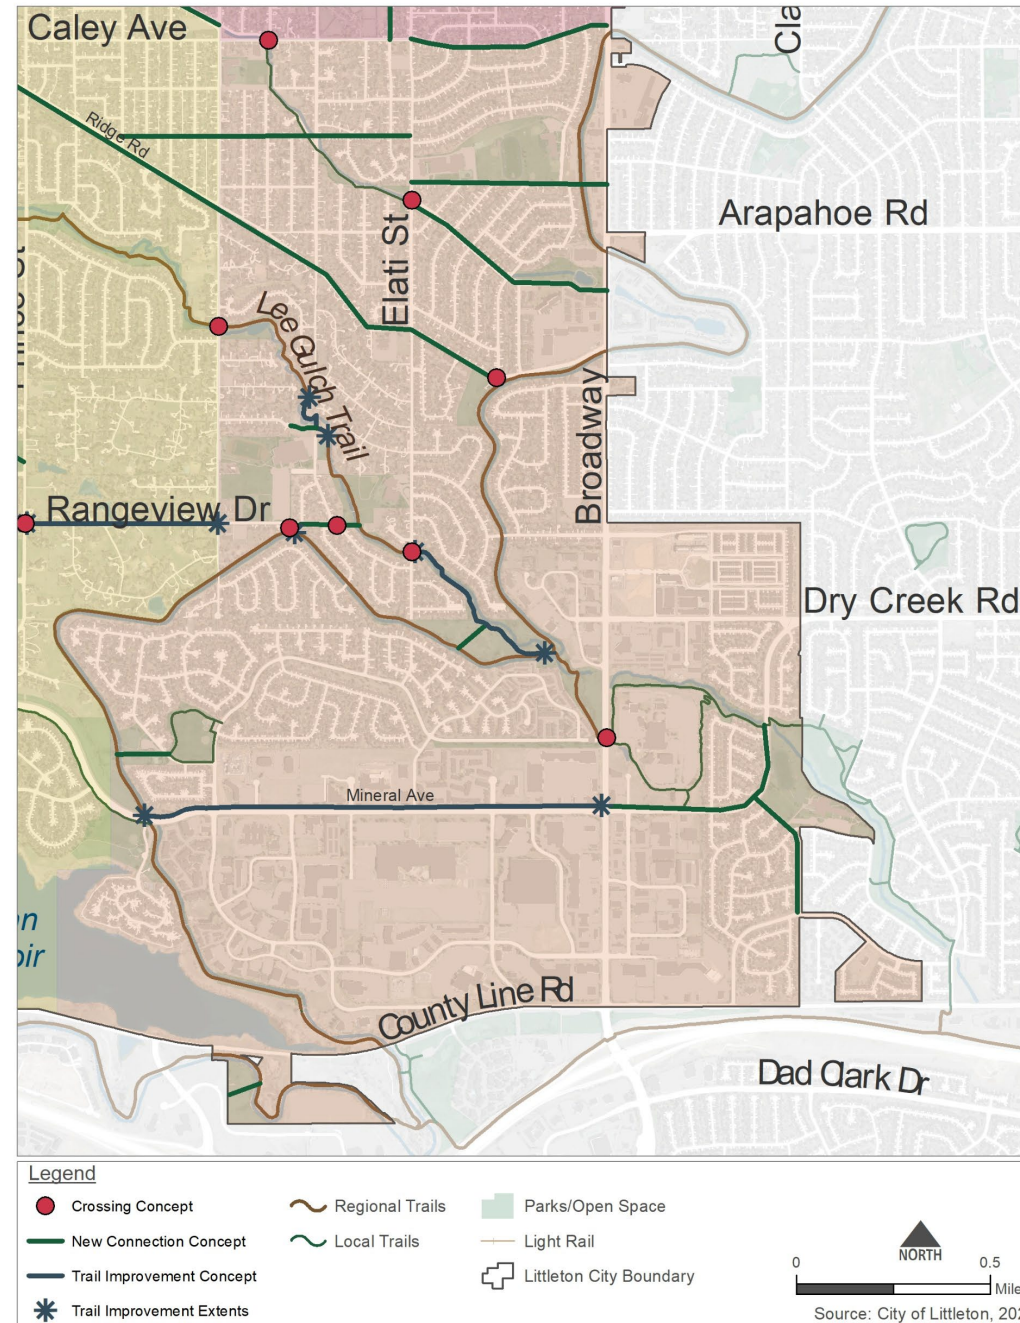 Caley Ave
Ridge Rd
Arapahoe Rd
Elati St
Lee Gulch Trail
Broadway
Rangeview Dr
Dry Creek Rd
Mineral Ave
County Line Rd
Dad Clark Dr
Legend
Crossing Concept
New Connection Concept
Trail Improvement Concept
Trail Improvement Extents
Regional Trails
Local Trails
Parks/Open Space
Light Rail
Littleton City Boundary
NORTH
0 0.5
Source: City of Littleton,